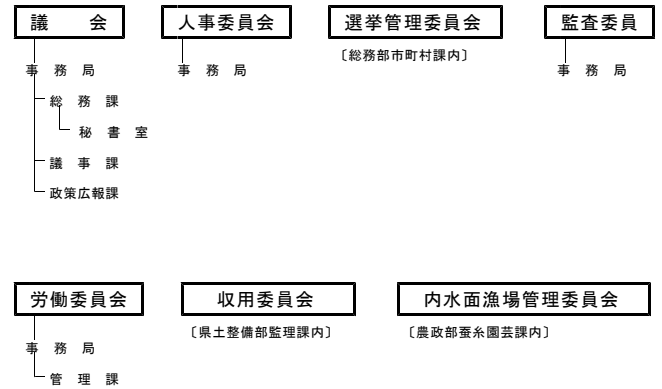 議　会
事務局
総務課
秘書室
議事課
政策広報課
人事委員会
事務局
選挙管理委員会
〔総務部市町村課内〕
監査委員
事務局
労働委員会
事務局
管理課
収用委員会
〔県土整備部監理課内〕
内水面漁場管理委員会
〔農政部蚕糸園芸課内〕